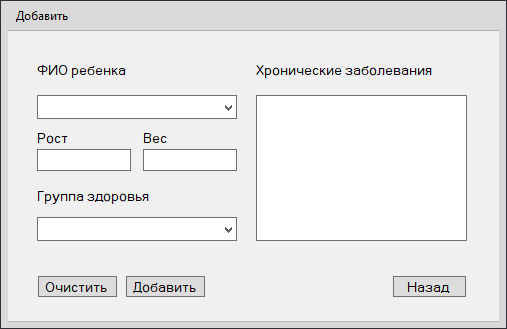 Добавить
ФИО ребенка
Хронические заболевания
Рост
Вес
Группа здоровья
Очистить
Добавить
Назад